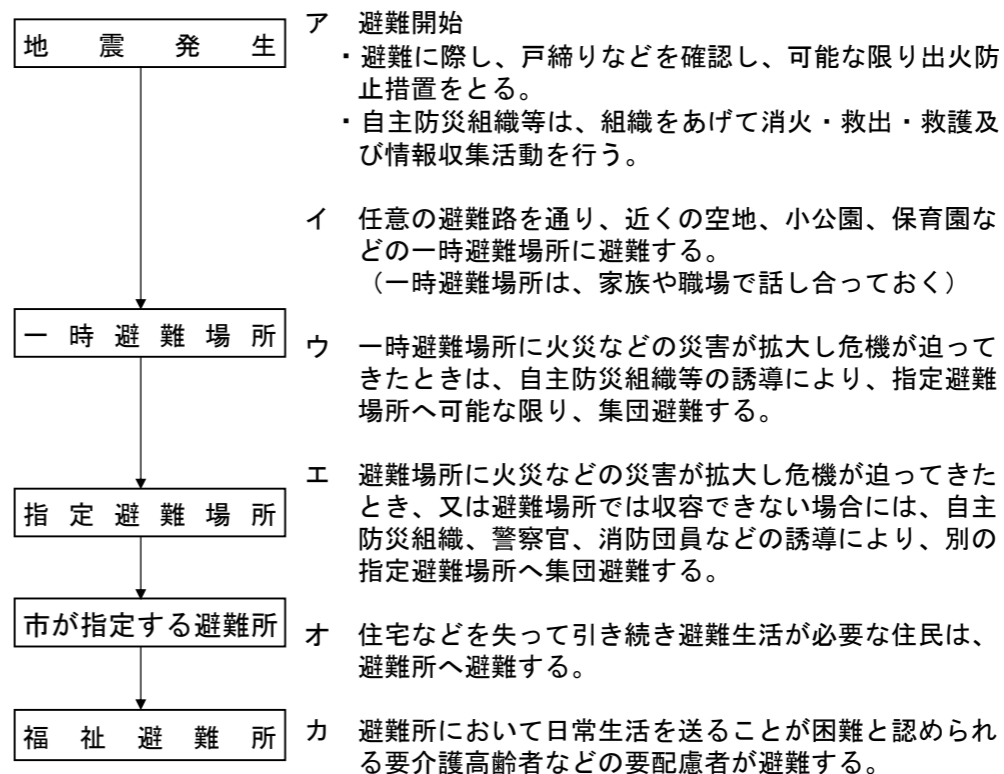 地震発生
ア 避難開始
・避難に際し、戸締りなどを確認し、可能な限り出火防
止措置をとる。
・自主防災組織等は、組織をあげて消火・救出・救護及
び情報収集活動を行う。
イ 任意の避難路を通り、近くの空地、小公園、保育園な
どの一時避難場所に避難する。
（一時避難場所は、家族や職場で話し合っておく）
一時避難場所
ウ 一時避難場所に火災などの災害が拡大し危機が迫って
きたときは、自主防災組織等の誘導により、指定避難
場所へ可能な限り、集団避難する。
エ 避難場所に火災などの災害が拡大し危機が迫ってきた
とき、又は避難場所では収容できない場合には、自主
防災組織、警察官、消防団員などの誘導により、別の
指定避難場所へ集団避難する。
指定避難場所
市が指定する避難所
オ 住宅などを失って引き続き避難生活が必要な住民は、
避難所へ避難する。
福祉避難所
カ 避難所において日常生活を送ることが困難と認められ
る要介護高齢者などの要配慮者が避難する。